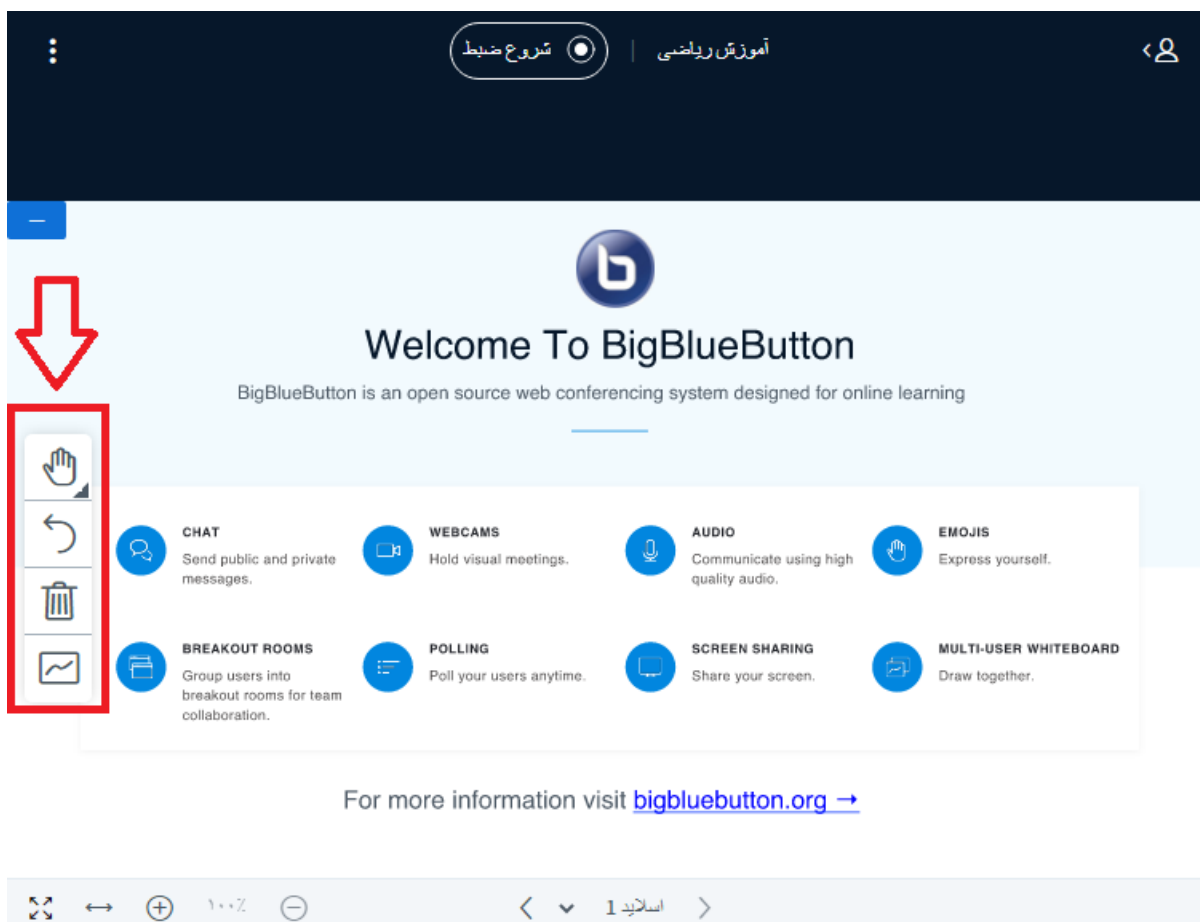 آموزش ریاضی | شروع ضبط
Welcome To BigBlueButton
BigBlueButton is an open source web conferencing system designed for online learning
CHAT
Send public and private
messages.
WEBCAMS
Hold visual meetings.
AUDIO
Communicate using high
quality audio.
EMOJIS
Express yourself.
BREAKOUT ROOMS
Group users into
breakout rooms for team
collaboration.
POLLING
Poll your users anytime.
SCREEN SHARING
Share your screen.
MULTI-USER WHITEBOARD
Draw together.
For more information visit bigbluebutton.org →
اسلاید 1
۱۰۰٪